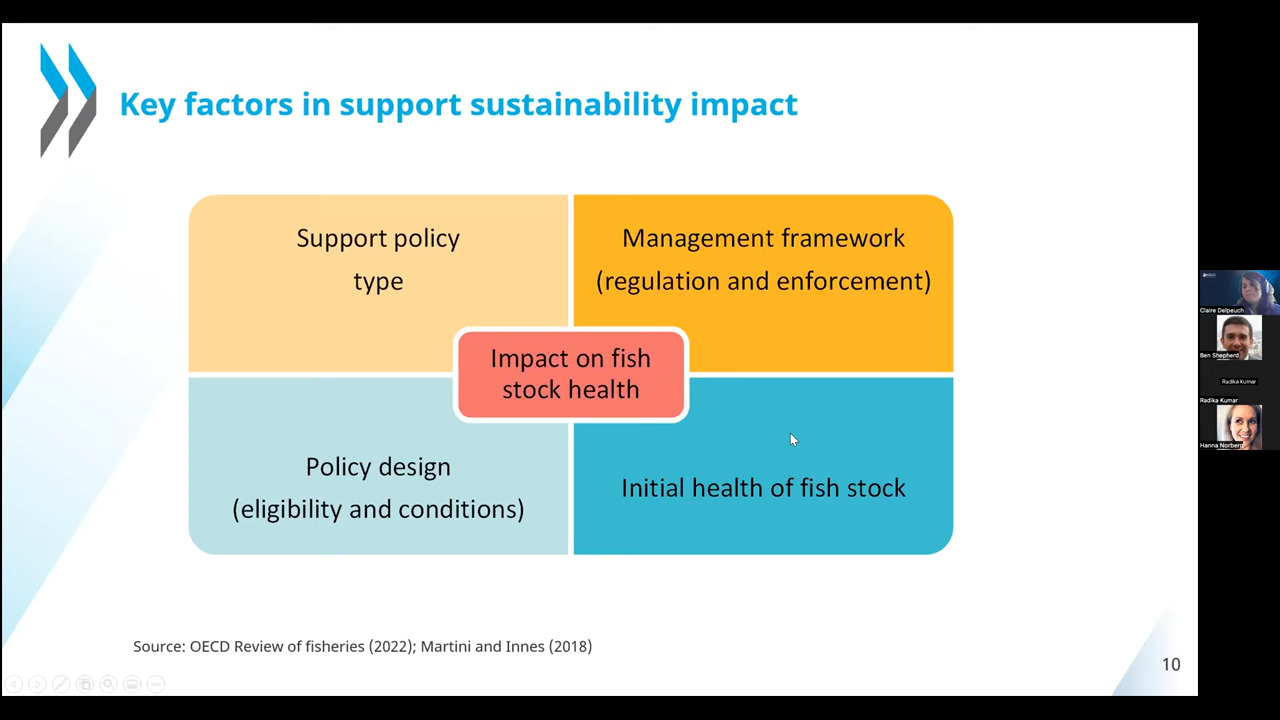 Key factors in support sustainability impact
Support policy
type
Management framework
(regulation and enforcement)
Impact on fish
stock health
Policy design
(eligibility and conditions)
Initial health of fish stock
Source: OECD Review of fisheries (2022); Martini and Innes (2018)
10
Claire Delpeuch
Ben Shepherd
Radika Kumar
Radika Kumar
Hanna Norberg